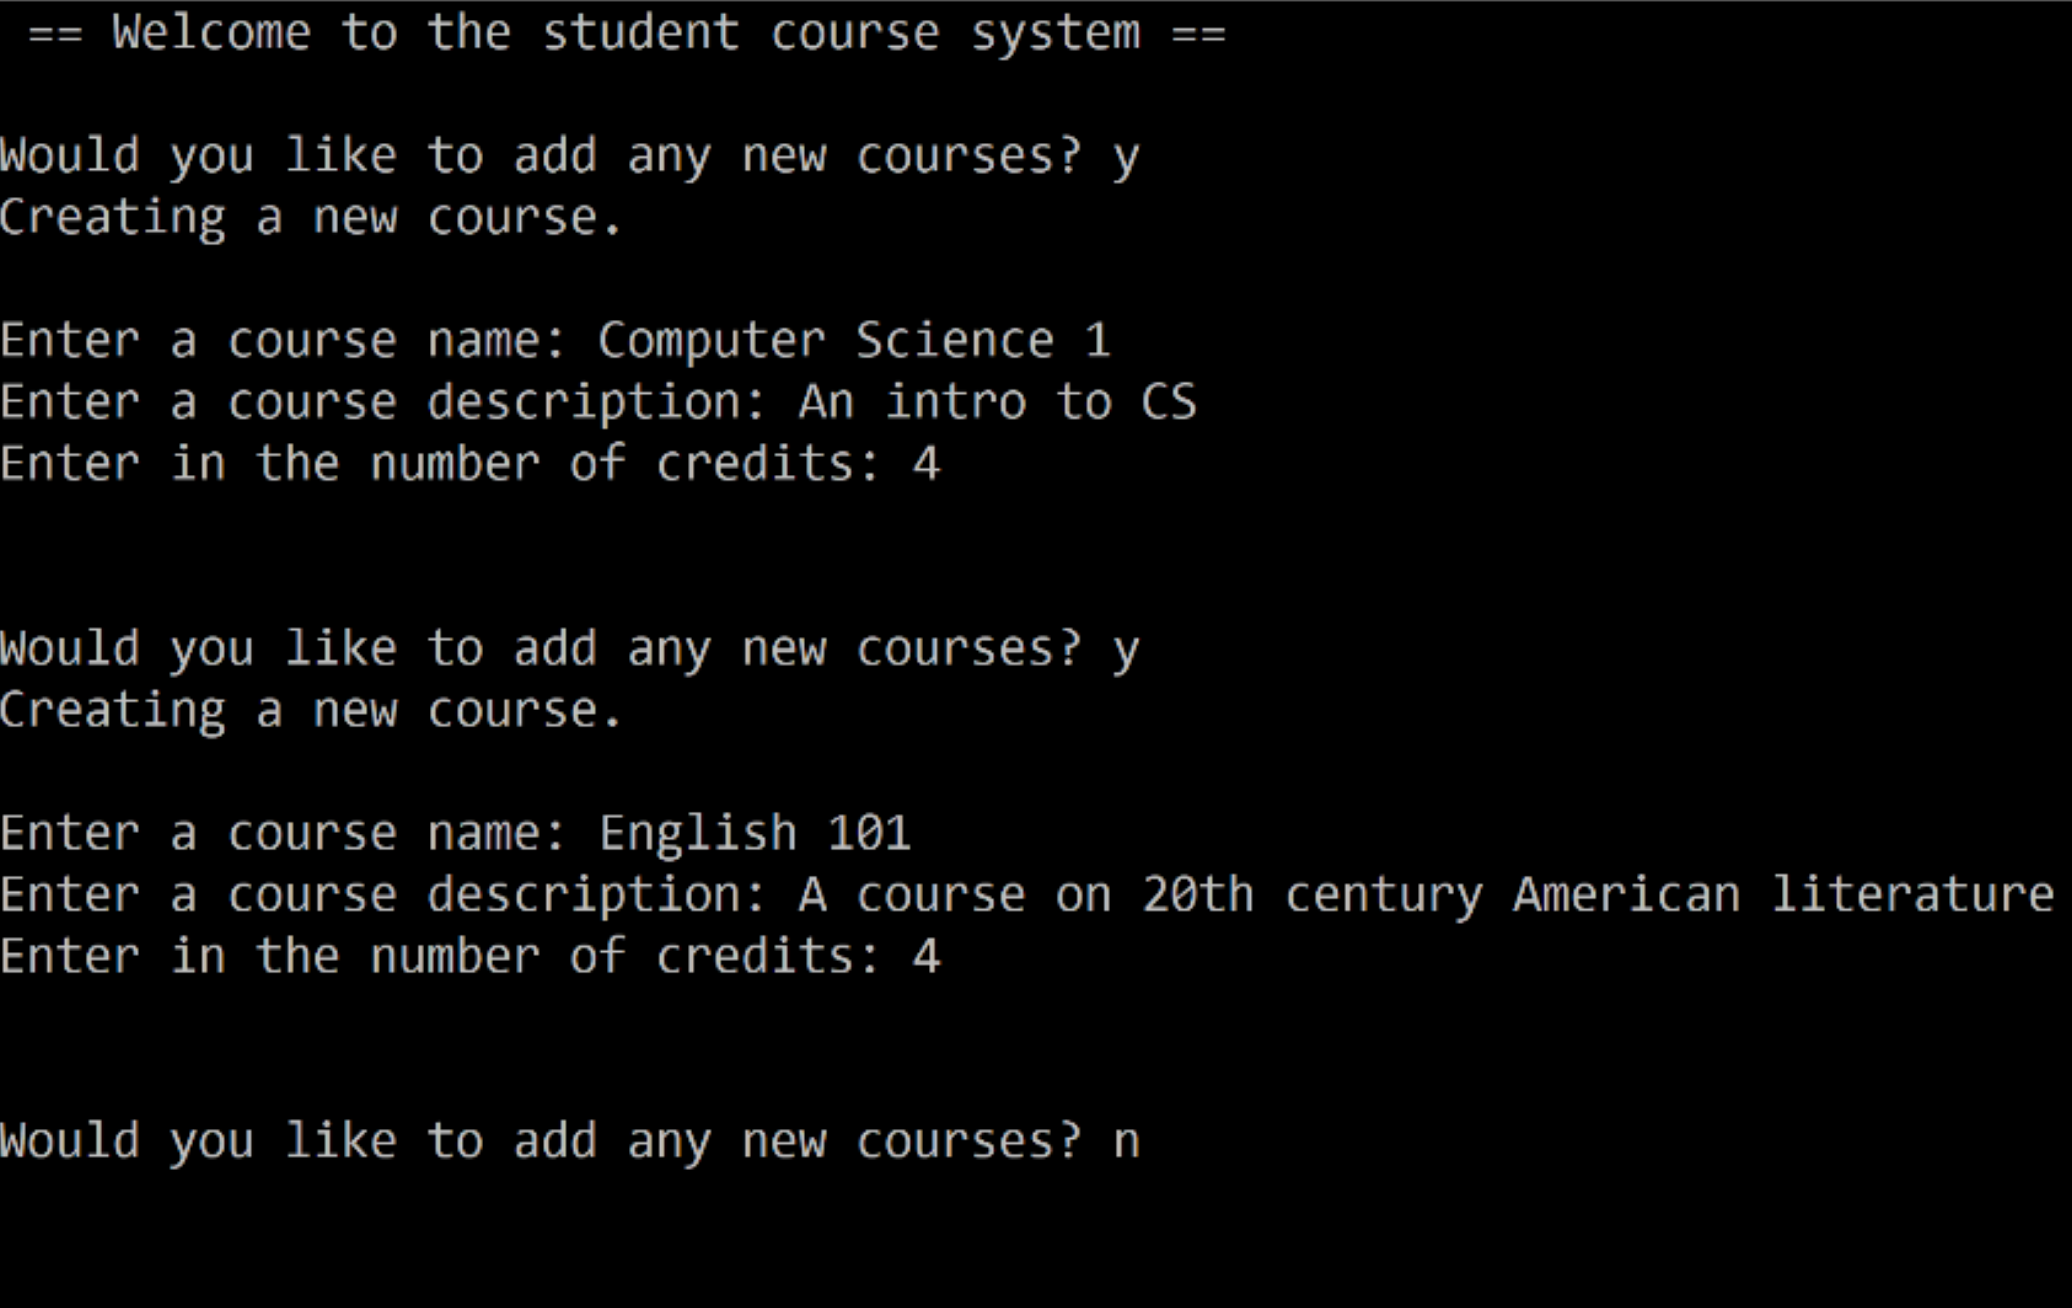 == Welcome to the student course system ==
Would you like to add any new courses? y
Creating a new course.
Enter a course name: Computer Science 1
Enter a course description: An intro to CS
Enter in the number of credits: 4
Would you like to add any new courses? y
Creating a new course.
Enter a course name: English 101
Enter a course description: A course on 20th century American literature
Enter in the number of credits: 4
Would you like to add any new courses? n